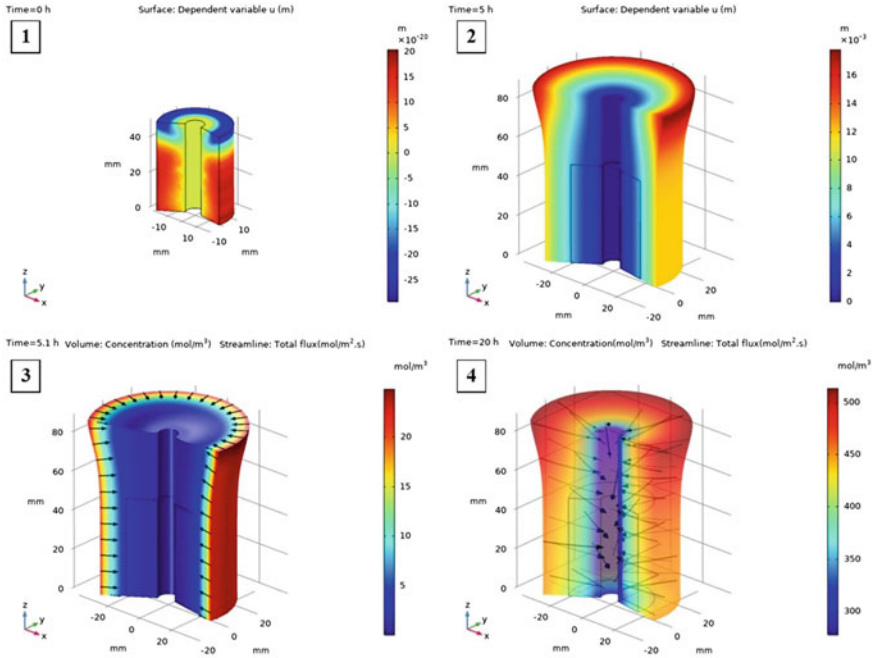 Time=0 h Surface: Dependent variable u (m)
1
m
×10⁻²⁰
20
15
10
5
0
-5
-10
-15
-20
-25
40
20
0
mm
-10
10
-10
10
mm
mm
z
y
x
Time=5 h Surface: Dependent variable u (m)
2
m
×10⁻³
16
14
12
10
8
6
4
2
0
80
60
40
20
0
mm
-20
0
20
-20
0
20
mm
mm
z
y
x
Time=5.1 h Volume: Concentration (mol/m³) Streamline: Total flux(mol/m².s)
3
mol/m³
20
15
10
5
80
60
40
20
0
mm
-20
0
20
-20
0
20
mm
mm
z
y
x
Time=20 h Volume: Concentration(mol/m³) Streamline: Total flux(mol/m².s)
4
mol/m³
500
450
400
350
300
80
60
40
20
0
mm
-20
0
20
-20
0
20
mm
mm
z
y
x